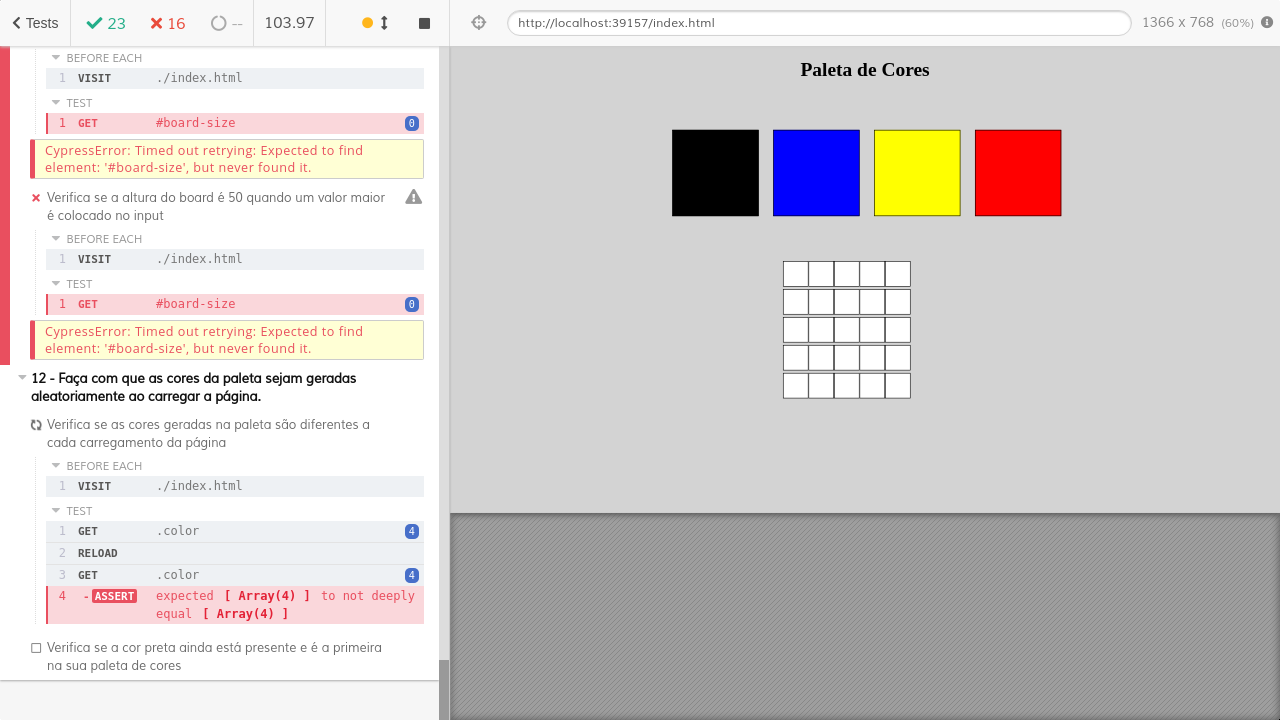 Tests
23
16
--
103.97
http://localhost:39157/index.html
1366 x 768 (60%)
BEFORE EACH
1 VISIT ./index.html
TEST
1 GET #board-size 0
CypressError: Timed out retrying: Expected to find
element: '#board-size', but never found it.
Verifica se a altura do board é 50 quando um valor maior
é colocado no input
BEFORE EACH
1 VISIT ./index.html
TEST
1 GET #board-size 0
CypressError: Timed out retrying: Expected to find
element: '#board-size', but never found it.
12 - Faça com que as cores da paleta sejam geradas
aleatoriamente ao carregar a página.
Verifica se as cores geradas na paleta são diferentes a
cada carregamento da página
BEFORE EACH
1 VISIT ./index.html
TEST
1 GET .color 4
2 RELOAD
3 GET .color 4
4 -ASSERT expected [ Array(4) ] to not deeply
equal [ Array(4) ]
Verifica se a cor preta ainda está presente e é a primeira
na sua paleta de cores
Paleta de Cores